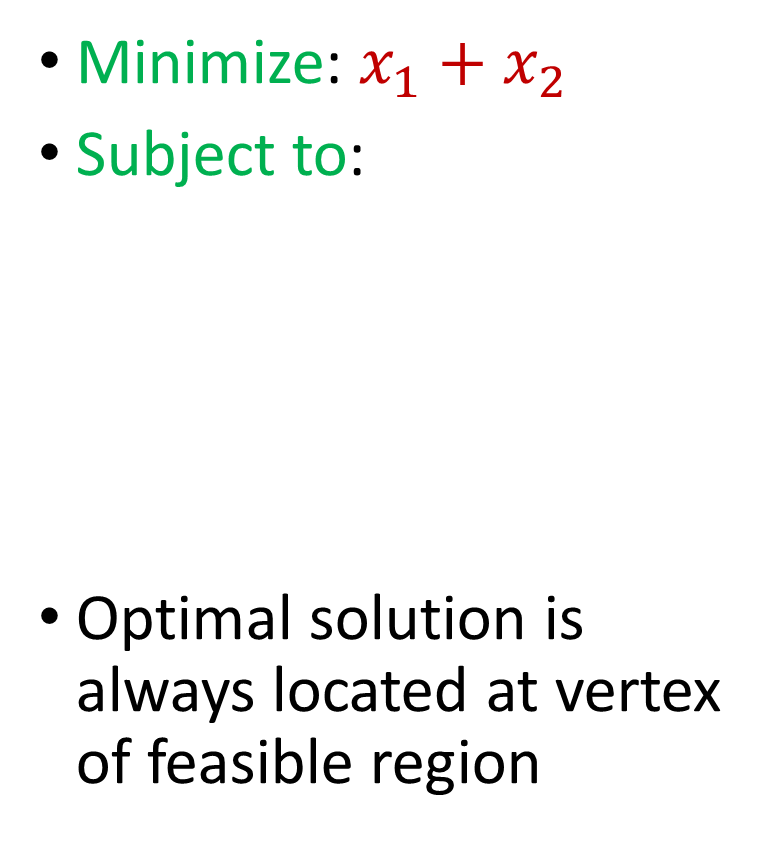 • Minimize: x₁ + x₂
• Subject to:
• Optimal solution is
always located at vertex
of feasible region